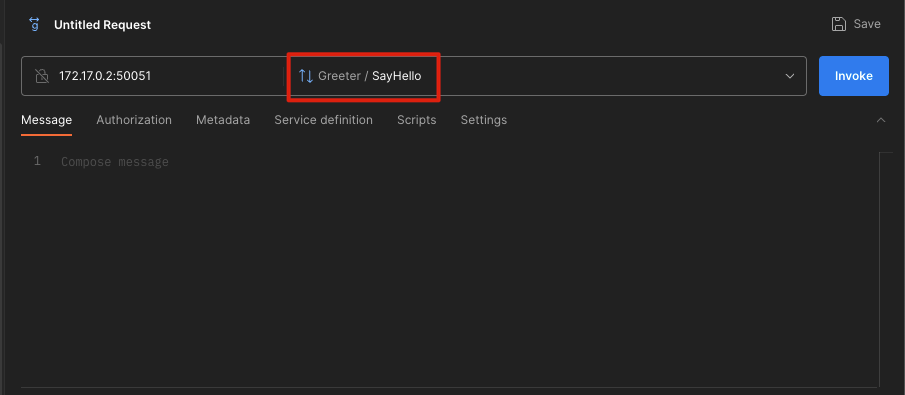 Untitled Request
Save
172.17.0.2:50051
Greeter / SayHello
Invoke
Message Authorization Metadata Service definition Scripts Settings
1 Compose message